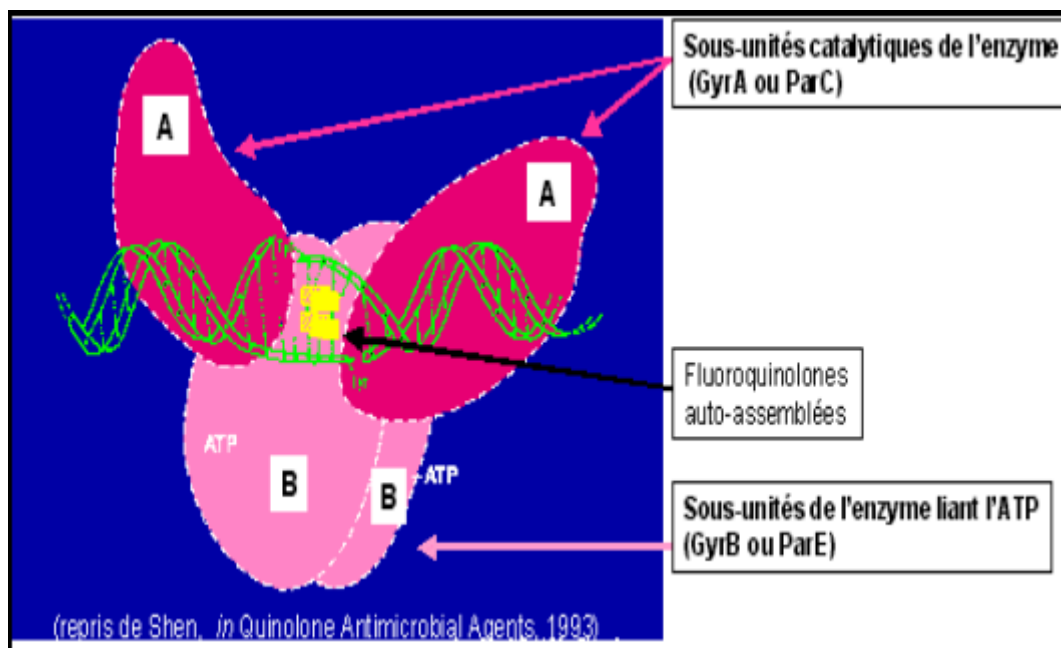 Sous-unités catalytiques de l'enzyme
(GyrA ou ParC)
A
A
Fluoroquinolones
auto-assemblées
ATP
B
B
-ATP
Sous-unités de l'enzyme liant l'ATP
(GyrB ou ParE)
(repris de Shen, in Quinolone Antimicrobial Agents, 1993)